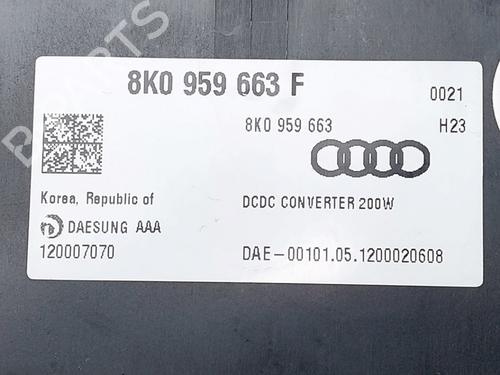 8K0 959 663 F
0021
8K0 959 663
H23
Korea, Republic of
DCDC CONVERTER 200W
DAESUNG AAA
120007070
DAE-00101.05.1200020608